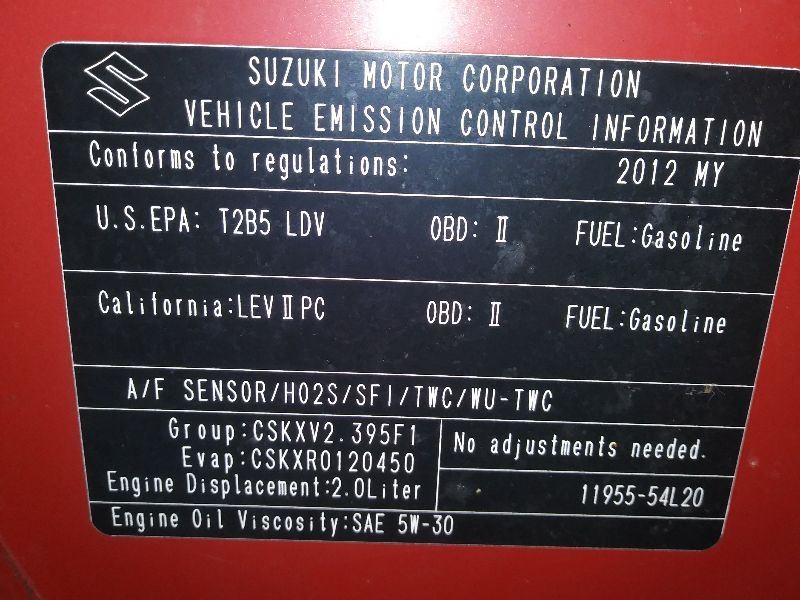 SUZUKI MOTOR CORPORATION
VEHICLE EMISSION CONTROL INFORMATION
Conforms to regulations: 2012 MY
U.S.EPA: T2B5 LDV OBD: II FUEL:Gasoline
California:LEV II PC OBD: II FUEL:Gasoline
A/F SENSOR/HO2S/SFI/TWC/WU-TWC
Group:CSKXV2.395F1
Evap:CSKXR0120450
Engine Displacement:2.0Liter
No adjustments needed.
11955-54L20
Engine Oil Viscosity:SAE 5W-30